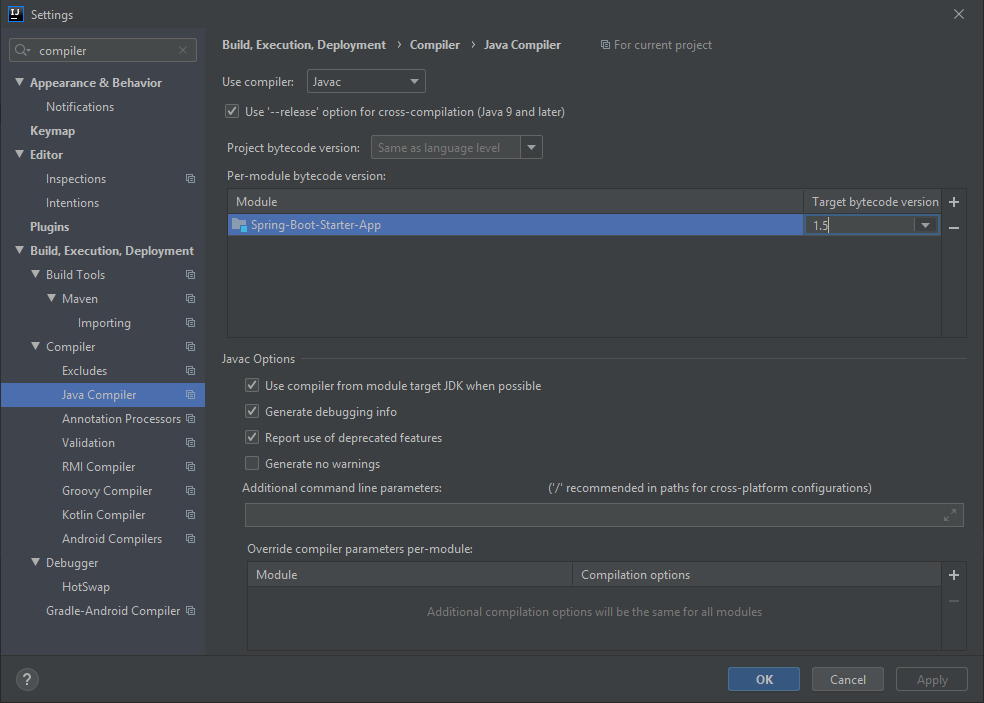 IJ
Settings
compiler
Appearance & Behavior
Notifications
Keymap
Editor
Inspections
Intentions
Plugins
Build, Execution, Deployment
Build Tools
Maven
Importing
Compiler
Excludes
Java Compiler
Annotation Processors
Validation
RMI Compiler
Groovy Compiler
Kotlin Compiler
Android Compilers
Debugger
HotSwap
Gradle-Android Compiler
?
Build, Execution, Deployment › Compiler › Java Compiler For current project
Use compiler: Javac
Use '--release' option for cross-compilation (Java 9 and later)
Project bytecode version: Same as language level
Per-module bytecode version:
Module Target bytecode version
Spring-Boot-Starter-App 1.5
Javac Options
Use compiler from module target JDK when possible
Generate debugging info
Report use of deprecated features
Generate no warnings
Additional command line parameters: ('/' recommended in paths for cross-platform configurations)
Override compiler parameters per-module:
Module Compilation options
Additional compilation options will be the same for all modules
OK Cancel Apply